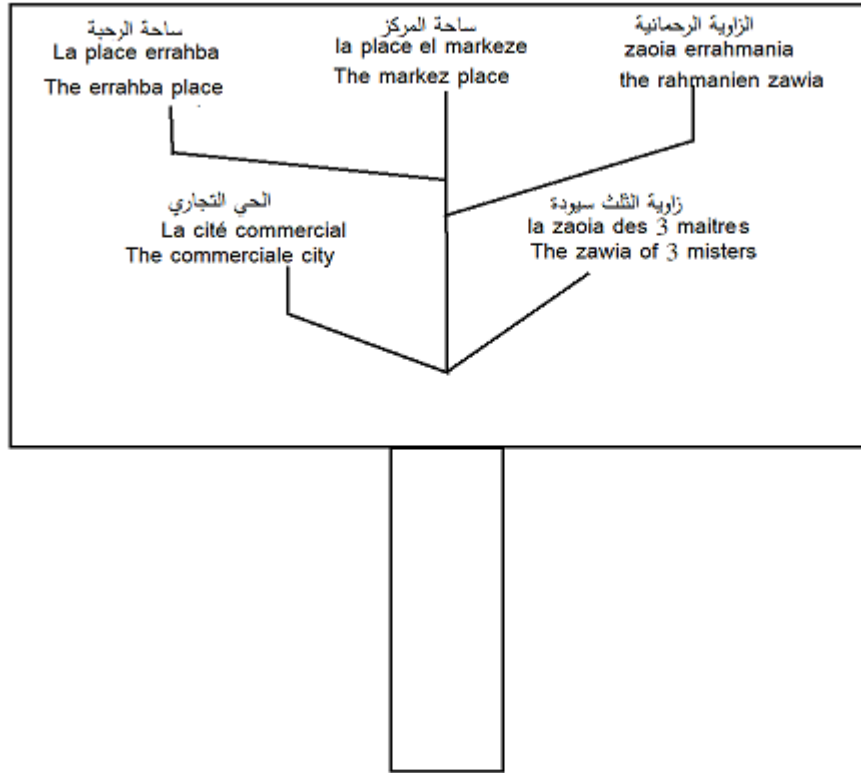 ساحة الرحبة
La place errahba
The errahba place
ساحة المركز
la place el markeze
The markez place
الزاوية الرحمانية
zaoia errahmania
the rahmanien zawia
الحي التجاري
La cité commercial
The commerciale city
زاوية الثلث سيودة
la zaoia des 3 maitres
The zawia of 3 misters